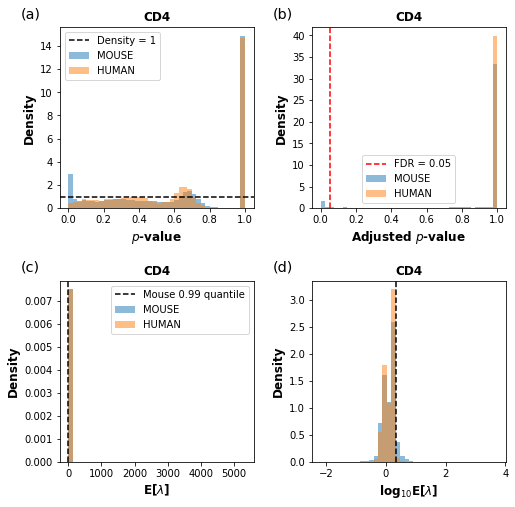 (a)
CD4
Density
14
12
10
8
6
4
2
0
0.0 0.2 0.4 0.6 0.8 1.0
p-value
Density = 1
MOUSE
HUMAN
(b)
CD4
Density
40
35
30
25
20
15
10
5
0
0.0 0.2 0.4 0.6 0.8 1.0
Adjusted p-value
FDR = 0.05
MOUSE
HUMAN
(c)
CD4
Density
0.007
0.006
0.005
0.004
0.003
0.002
0.001
0.000
0 1000 2000 3000 4000 5000
E[λ]
Mouse 0.99 quantile
MOUSE
HUMAN
(d)
CD4
Density
3.0
2.5
2.0
1.5
1.0
0.5
0.0
−2 0 2 4
log₁₀E[λ]